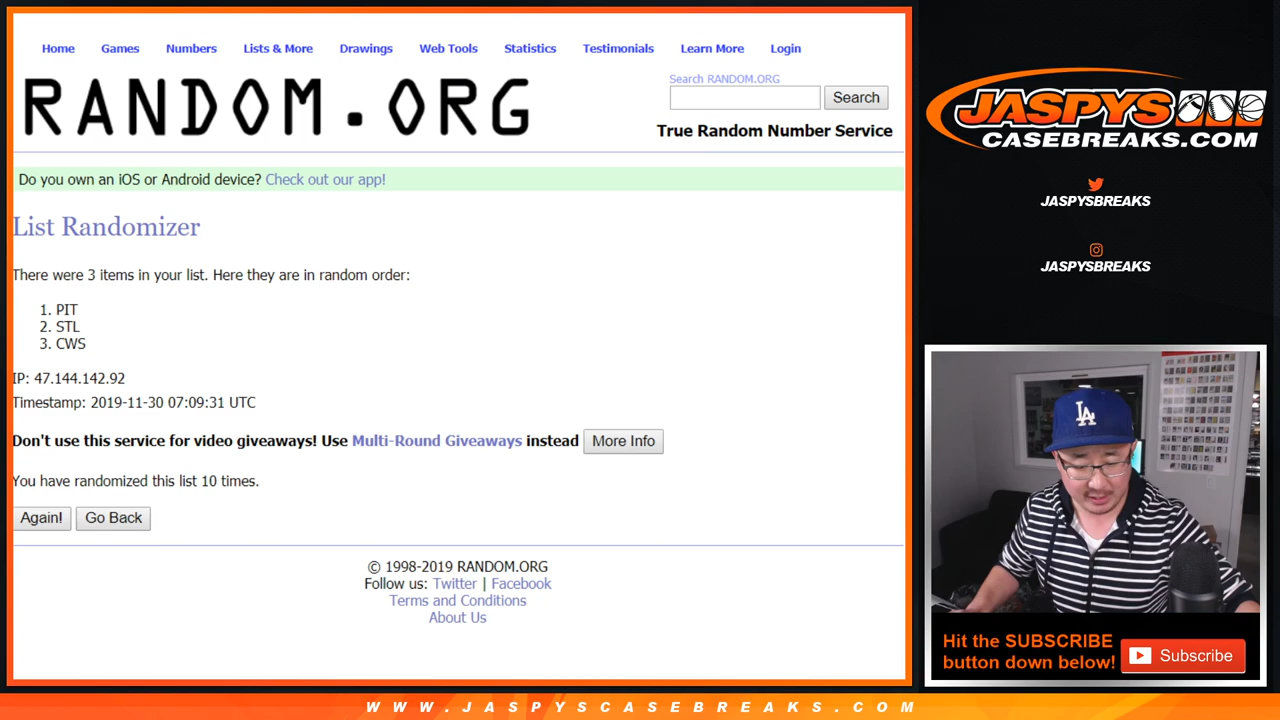 Home Games Numbers Lists & More Drawings Web Tools Statistics Testimonials Learn More Login
RANDOM.ORG
Search RANDOM.ORG
Search
True Random Number Service
Do you own an iOS or Android device? Check out our app!
List Randomizer
There were 3 items in your list. Here they are in random order:
1. PIT
2. STL
3. CWS
IP: 47.144.142.92
Timestamp: 2019-11-30 07:09:31 UTC
Don't use this service for video giveaways! Use Multi-Round Giveaways instead More Info
You have randomized this list 10 times.
Again! Go Back
© 1998-2019 RANDOM.ORG
Follow us: Twitter | Facebook
Terms and Conditions
About Us
JASPYS
CASEBREAKS.COM
JASPYSBREAKS
JASPYSBREAKS
LA
Hit the SUBSCRIBE
button down below!
Subscribe
WWW.JASPYSCASEBREAKS.COM